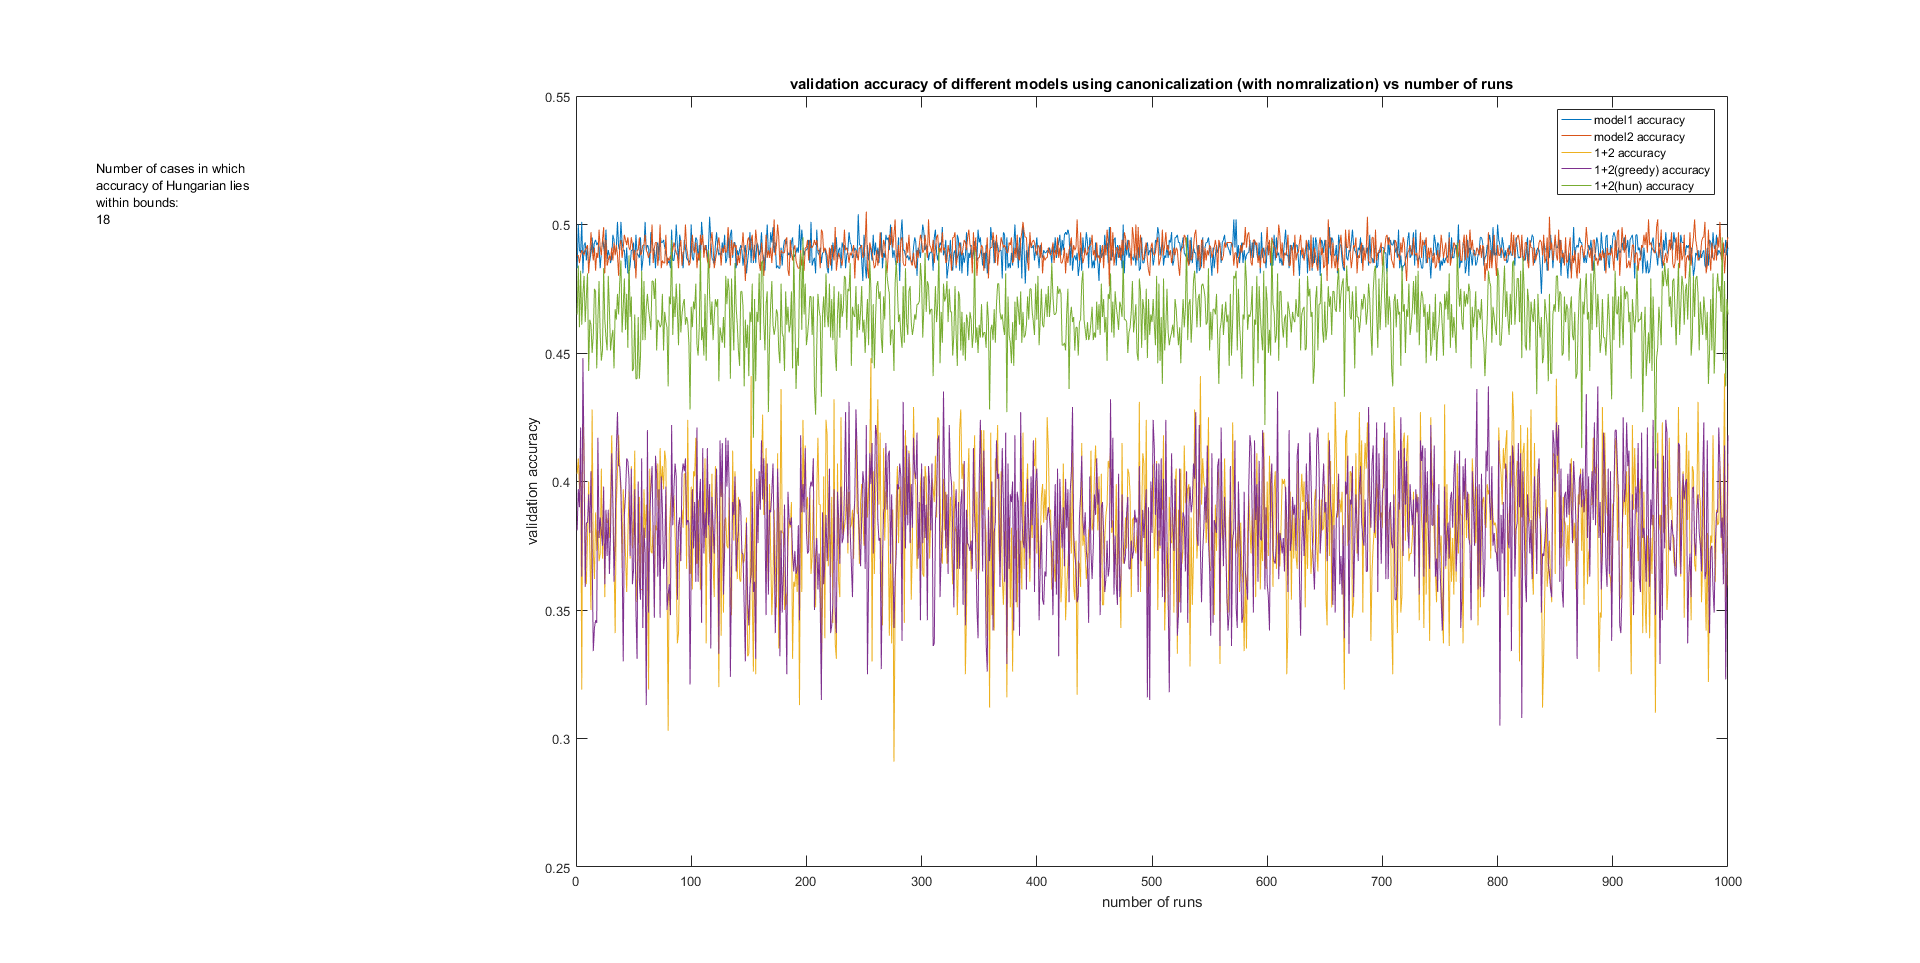 validation accuracy of different models using canonicalization (with nomralization) vs number of runs
Number of cases in which
accuracy of Hungarian lies
within bounds:
18
model1 accuracy
model2 accuracy
1+2 accuracy
1+2(greedy) accuracy
1+2(hun) accuracy
validation accuracy
0.55
0.5
0.45
0.4
0.35
0.3
0.25
0 100 200 300 400 500 600 700 800 900 1000
number of runs